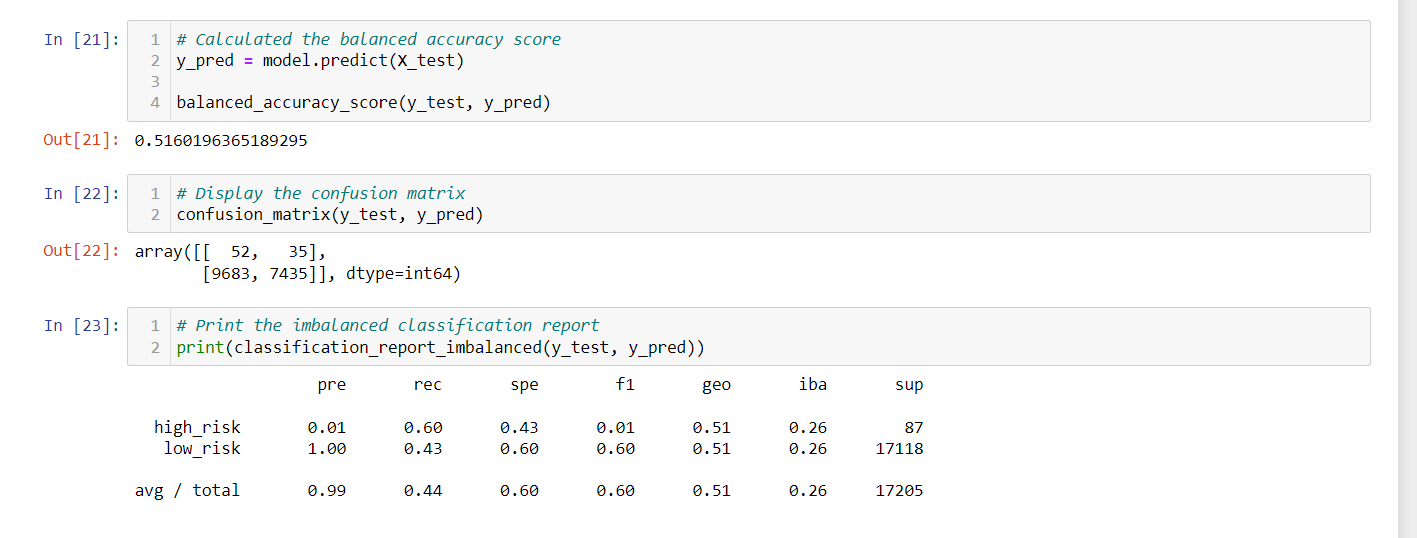 In [21]:
1 # Calculated the balanced accuracy score
2 y_pred = model.predict(X_test)
3
4 balanced_accuracy_score(y_test, y_pred)
Out[21]: 0.5160196365189295
In [22]:
1 # Display the confusion matrix
2 confusion_matrix(y_test, y_pred)
Out[22]: array([[  52,   35],
       [9683, 7435]], dtype=int64)
In [23]:
1 # Print the imbalanced classification report
2 print(classification_report_imbalanced(y_test, y_pred))
pre rec spe f1 geo iba sup
high_risk 0.01 0.60 0.43 0.01 0.51 0.26 87
low_risk 1.00 0.43 0.60 0.60 0.51 0.26 17118
avg / total 0.99 0.44 0.60 0.60 0.51 0.26 17205